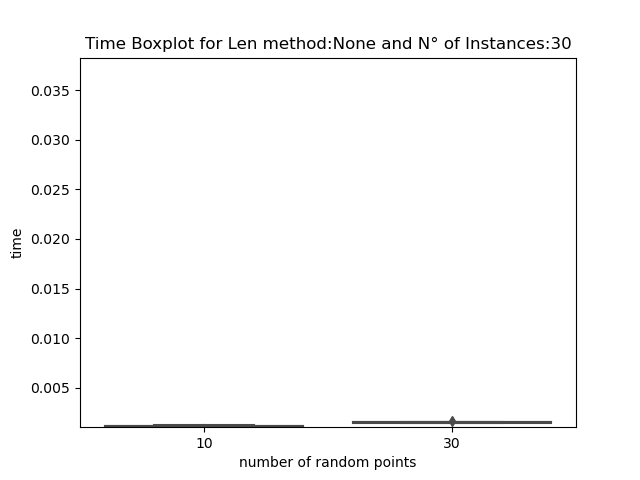 Time Boxplot for Len method:None and N° of Instances:30
0.035
0.030
0.025
0.020
0.015
0.010
0.005
time
10 30
number of random points